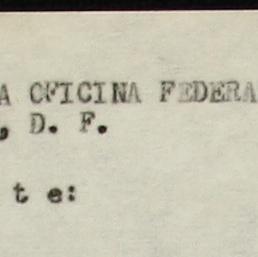 A OFICINA FEDERA
, D. F.
t e: